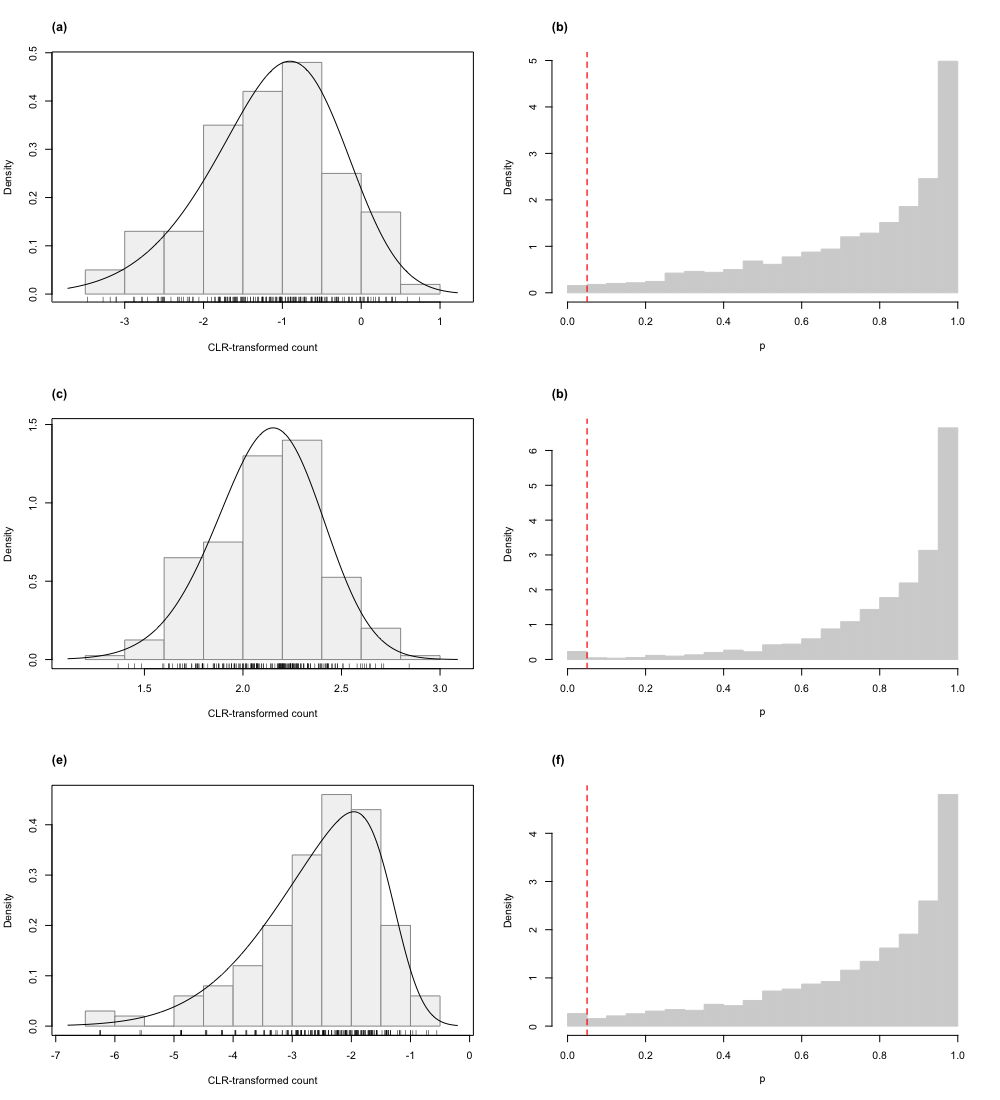 (a)
0.0 0.1 0.2 0.3 0.4 0.5
Density
-3 -2 -1 0 1
CLR-transformed count
(b)
0 1 2 3 4 5
Density
0.0 0.2 0.4 0.6 0.8 1.0
p
(c)
0.0 0.5 1.0 1.5
Density
1.5 2.0 2.5 3.0
CLR-transformed count
(b)
0 1 2 3 4 5 6
Density
0.0 0.2 0.4 0.6 0.8 1.0
p
(e)
0.0 0.1 0.2 0.3 0.4
Density
-7 -6 -5 -4 -3 -2 -1 0
CLR-transformed count
(f)
0 1 2 3 4
Density
0.0 0.2 0.4 0.6 0.8 1.0
p